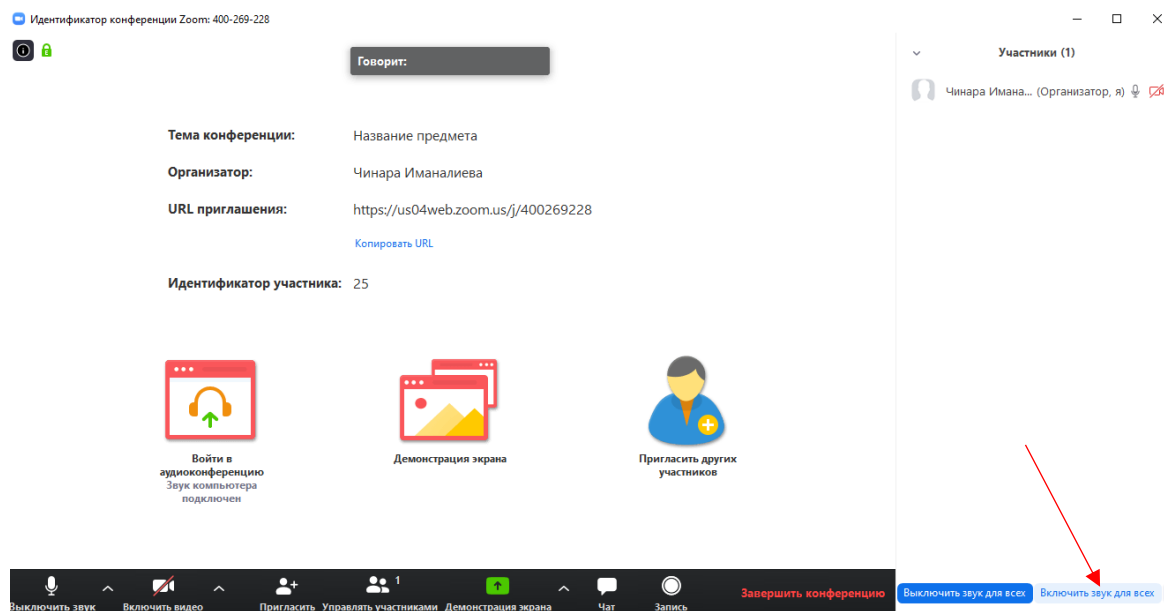 Идентификатор конференции Zoom: 400-269-228
Говорит:
Участники (1)
Чинара Имана... (Организатор, я)
Тема конференции: Название предмета
Организатор: Чинара Иманалиева
URL приглашения: https://us04web.zoom.us/j/400269228
Копировать URL
Идентификатор участника: 25
Войти в
аудиоконференцию
Звук компьютера
подключен
Демонстрация экрана
Пригласить других
участников
1
Выключить звук Включить видео Пригласить Управлять участниками Демонстрация экрана Чат Запись
Завершить конференцию
Выключить звук для всех Включить звук для всех